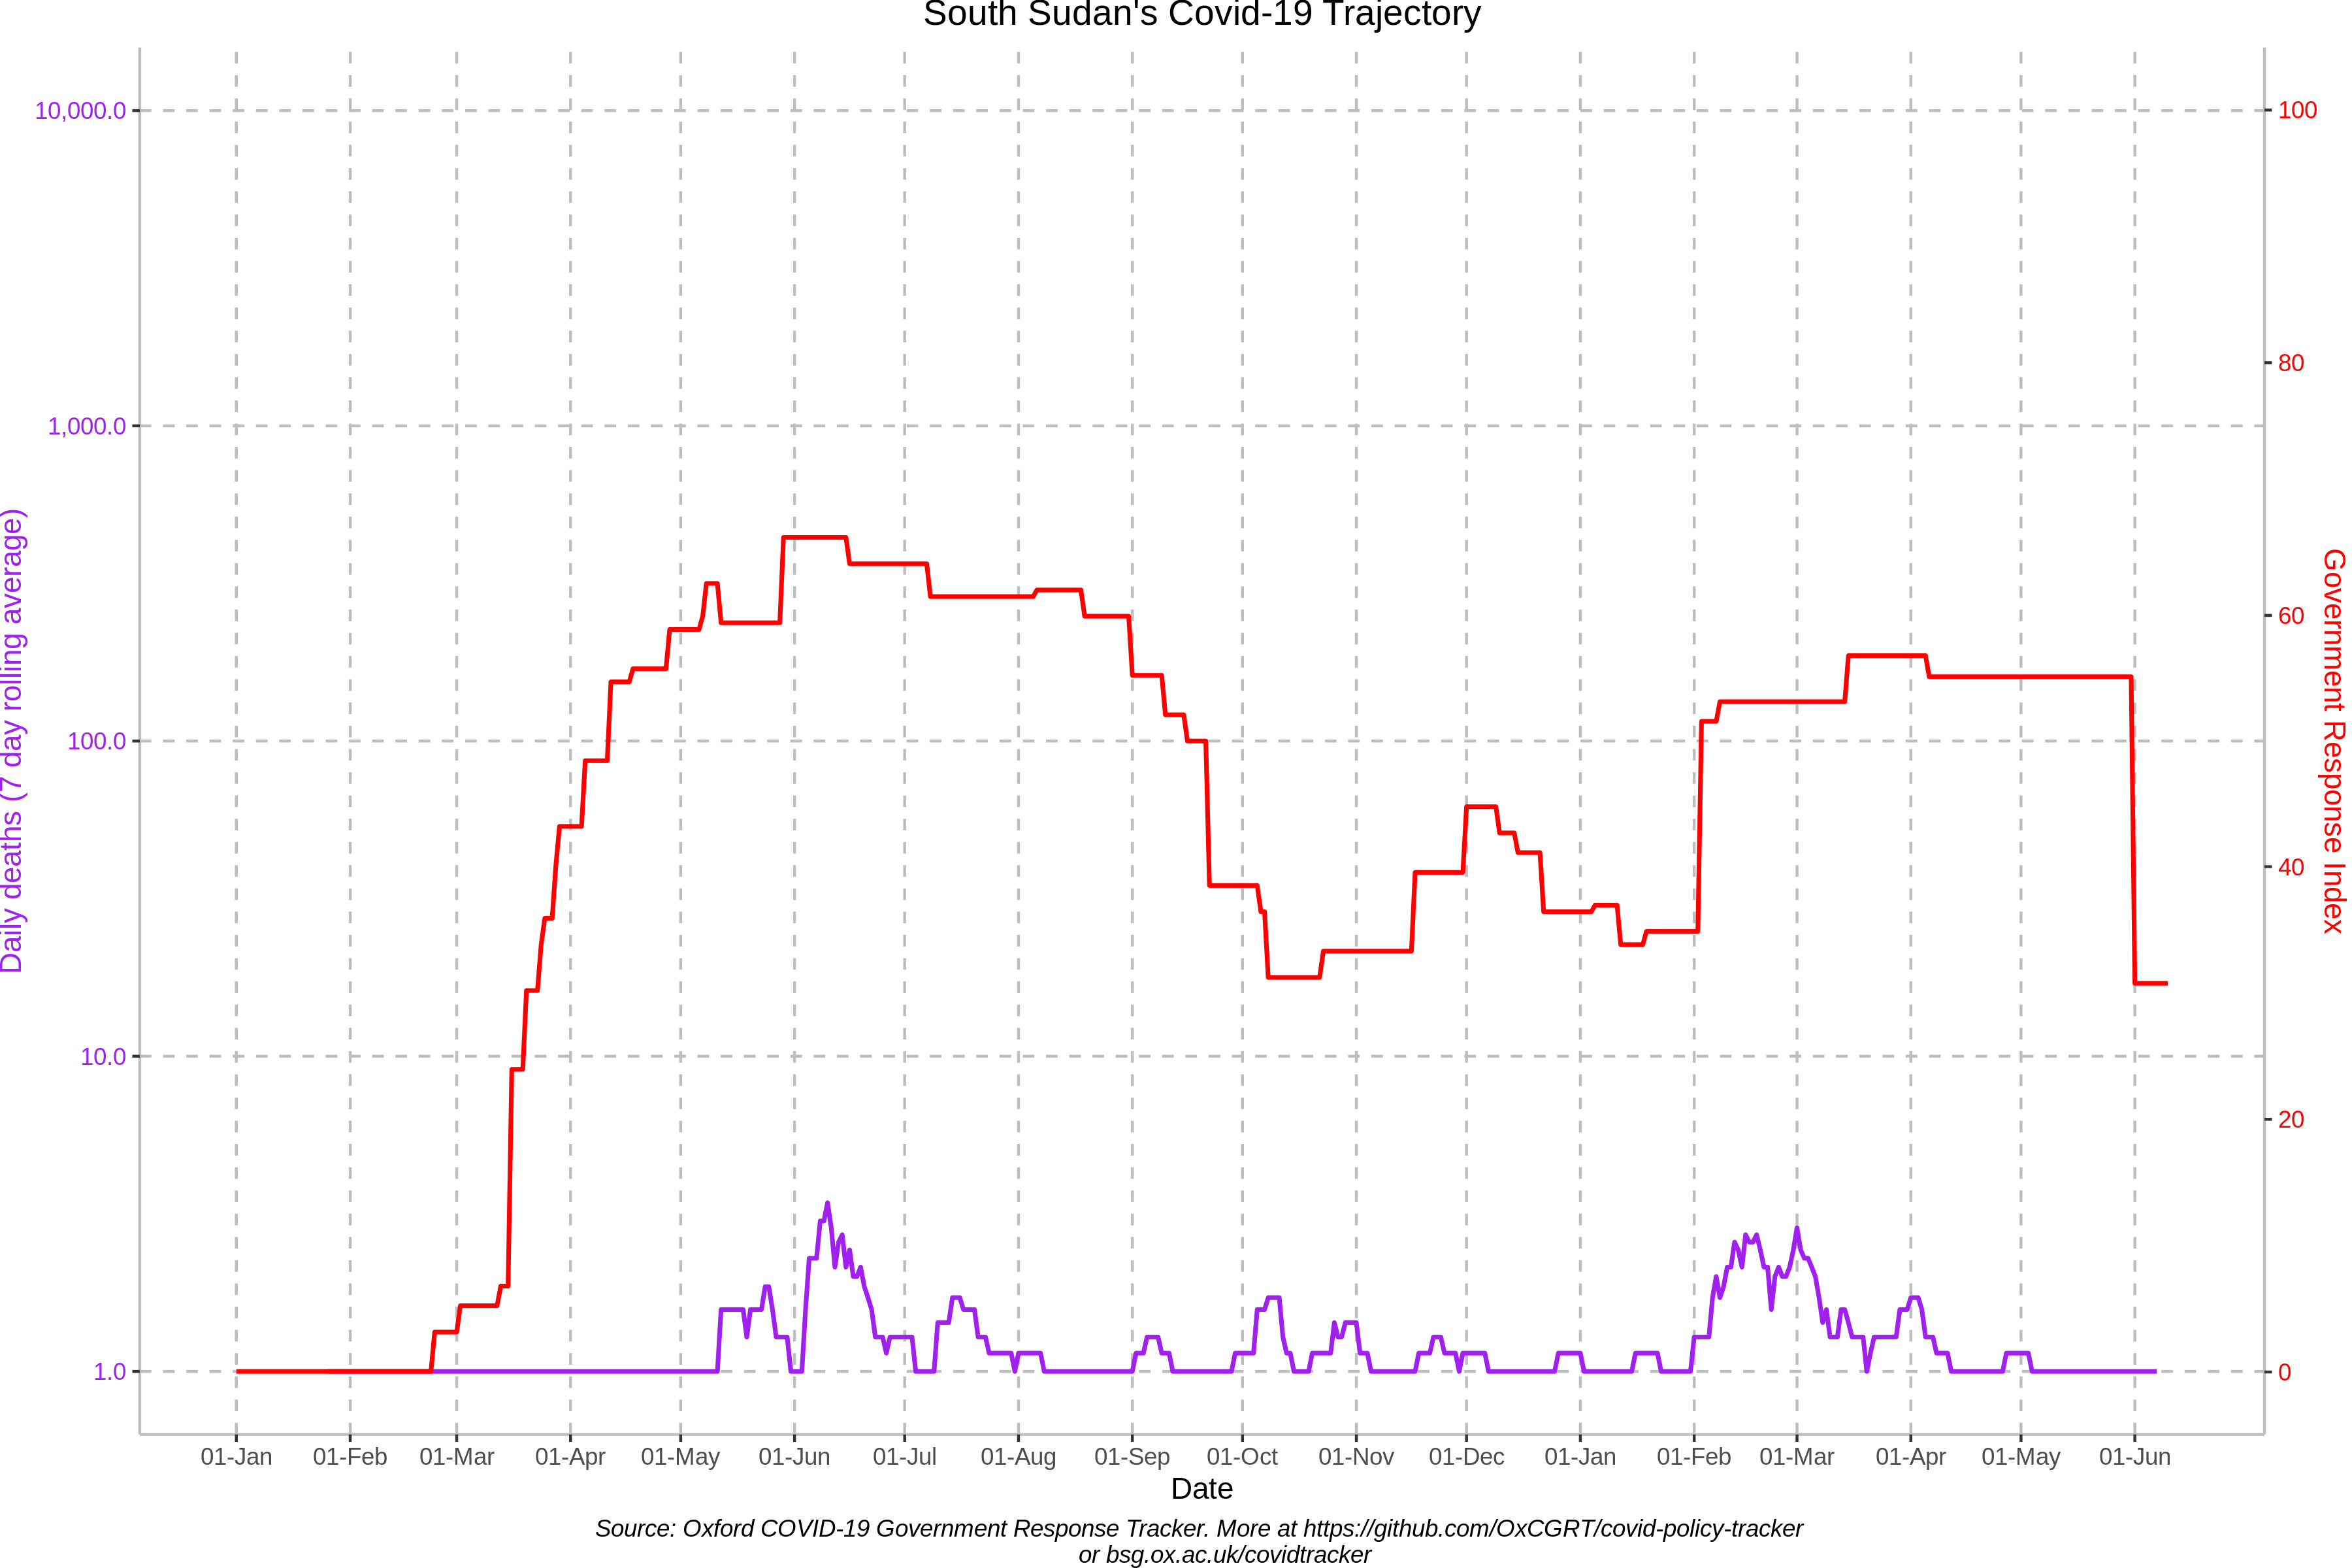 South Sudan's Covid-19 Trajectory
10,000.0
1,000.0
100.0
10.0
1.0
Daily deaths (7 day rolling average)
100
80
60
40
20
0
Government Response Index
01-Jan 01-Feb 01-Mar 01-Apr 01-May 01-Jun 01-Jul 01-Aug 01-Sep 01-Oct 01-Nov 01-Dec 01-Jan 01-Feb 01-Mar 01-Apr 01-May 01-Jun
Date
Source: Oxford COVID-19 Government Response Tracker. More at https://github.com/OxCGRT/covid-policy-tracker
or bsg.ox.ac.uk/covidtracker